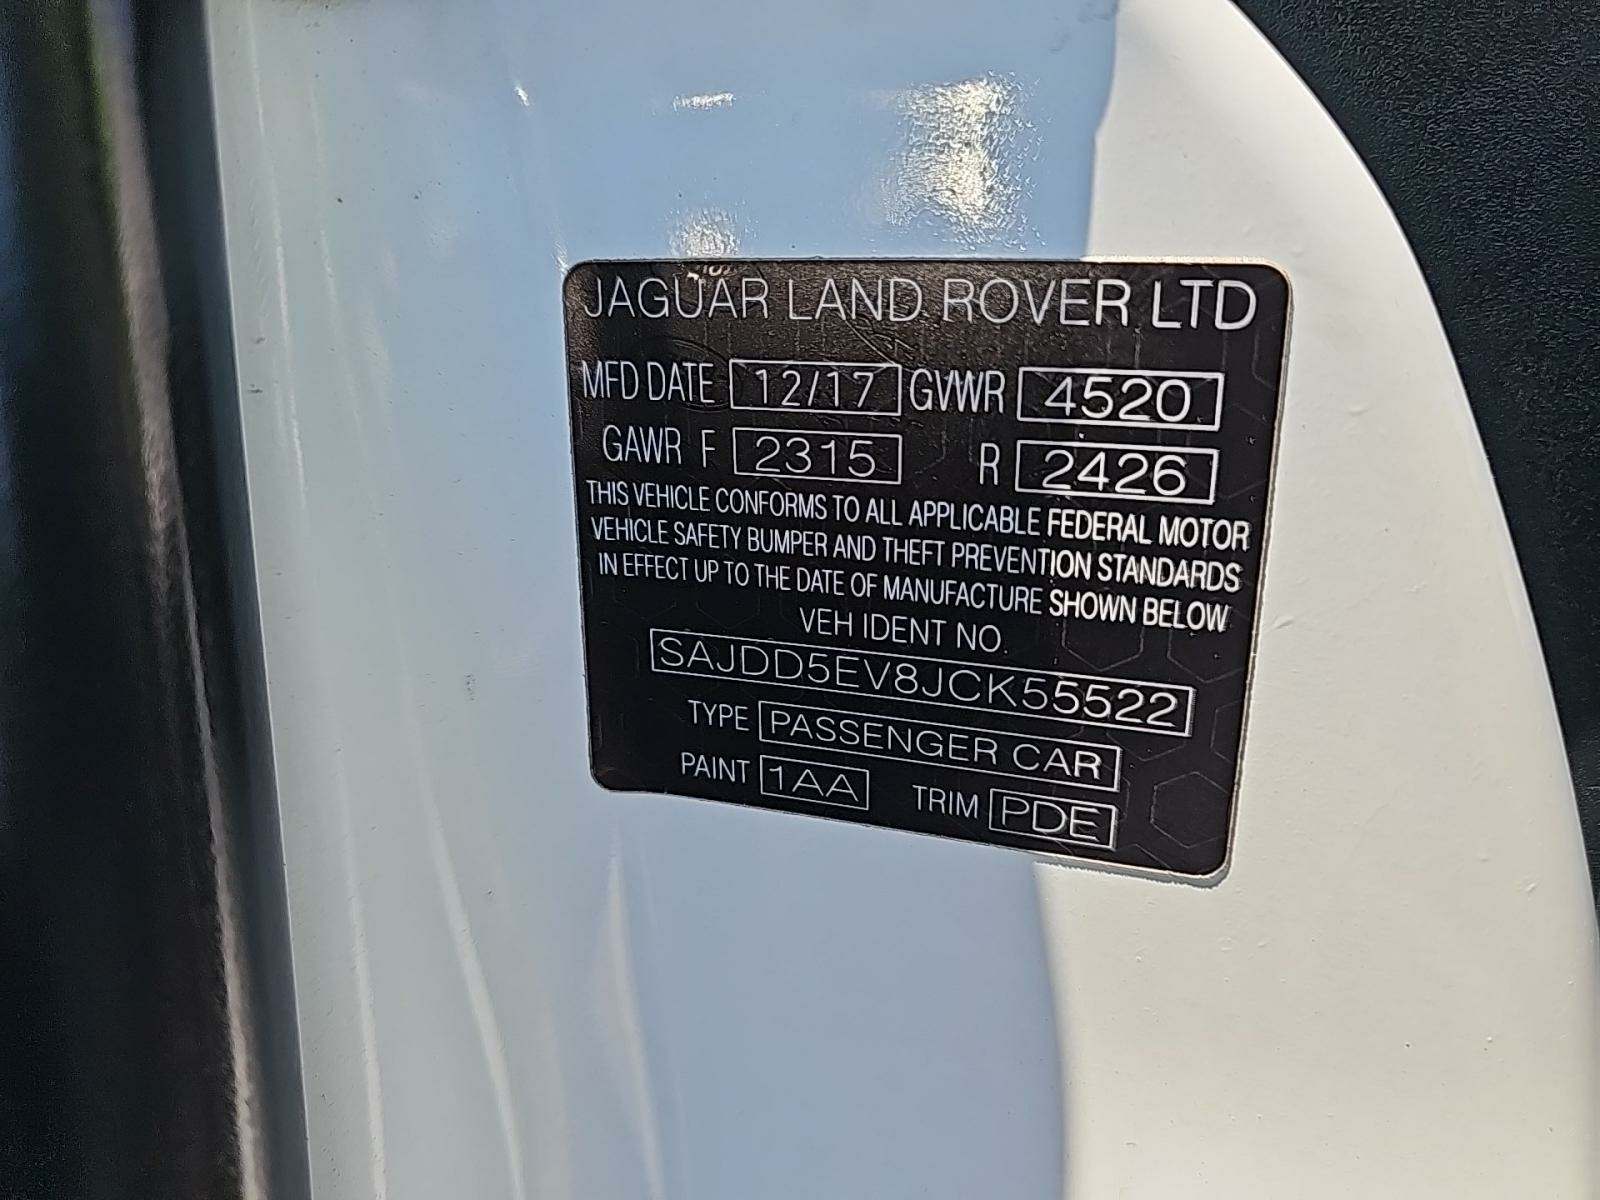 JAGUAR LAND ROVER LTD
MFD DATE 12/17 GVWR 4520
GAWR F 2315 R 2426
THIS VEHICLE CONFORMS TO ALL APPLICABLE FEDERAL MOTOR
VEHICLE SAFETY BUMPER AND THEFT PREVENTION STANDARDS
IN EFFECT UP TO THE DATE OF MANUFACTURE SHOWN BELOW
VEH IDENT NO.
SAJDD5EV8JCK55522
TYPE PASSENGER CAR
PAINT 1AA TRIM PDE